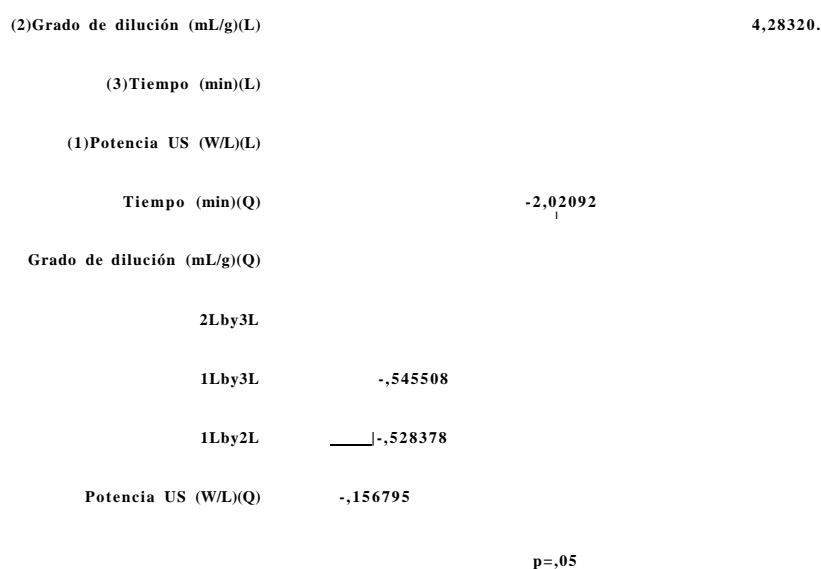 (2)Grado de dilución (mL/g)(L) 4,28320.
(3)Tiempo (min)(L)
(1)Potencia US (W/L)(L)
Tiempo (min)(Q) -2,02092
Grado de dilución (mL/g)(Q)
2Lby3L
1Lby3L -,545508
1Lby2L -,528378
Potencia US (W/L)(Q) -,156795
p=,05